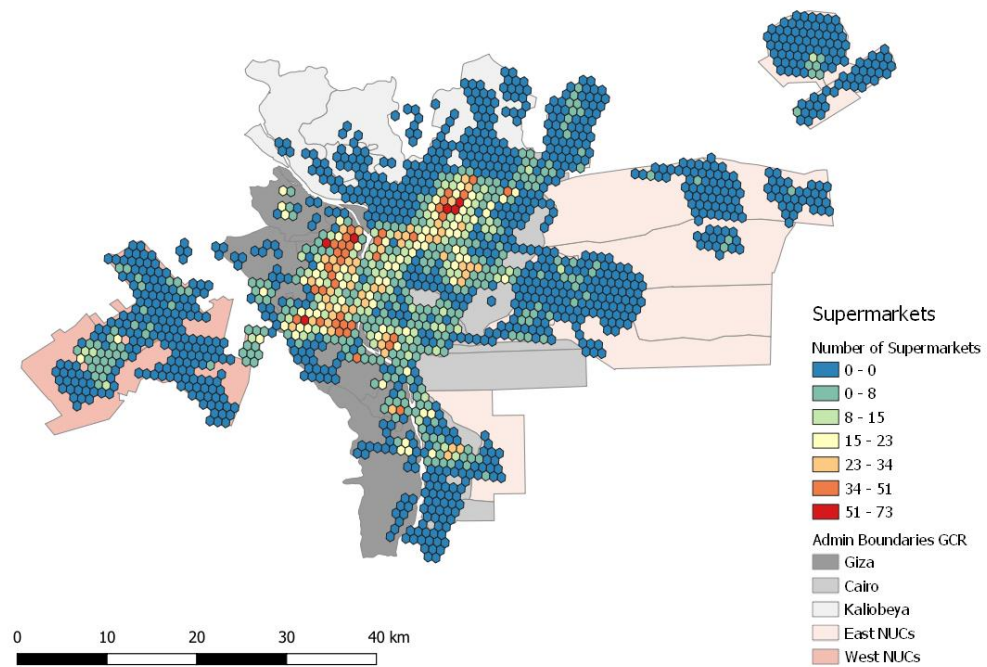 Supermarkets
Number of Supermarkets
0 - 0
0 - 8
8 - 15
15 - 23
23 - 34
34 - 51
51 - 73
Admin Boundaries GCR
Giza
Cairo
Kaliobeya
East NUCs
West NUCs
0 10 20 30 40 km